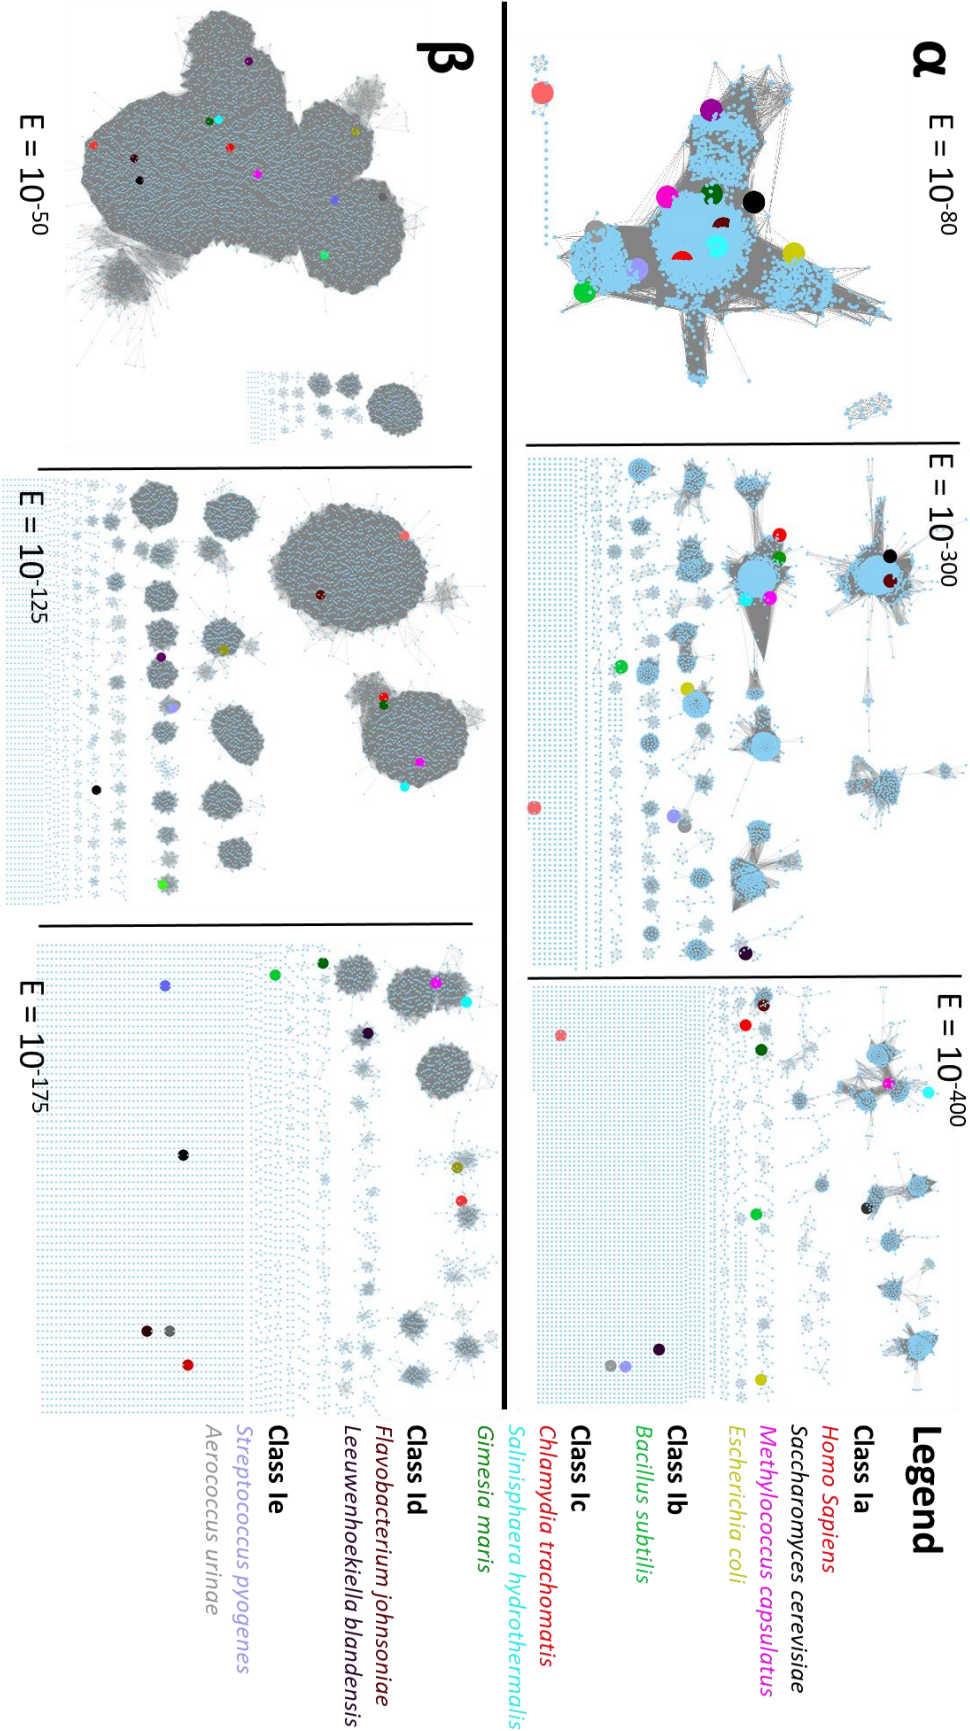 α
E = 10-80
E = 10-300
E = 10-400
β
E = 10-50
E = 10-125
E = 10-175
Legend
Class Ia
Homo Sapiens
Saccharomyces cerevisiae
Methylococcus capsulatus
Escherichia coli
Class Ib
Bacillus subtilis
Class Ic
Chlamydia trachomatis
Salinisphaera hydrothermalis
Gimesia maris
Class Id
Flavobacterium johnsoniae
Leeuwenhoekiella blandensis
Class Ie
Streptococcus pyogenes
Aerococcus urinae